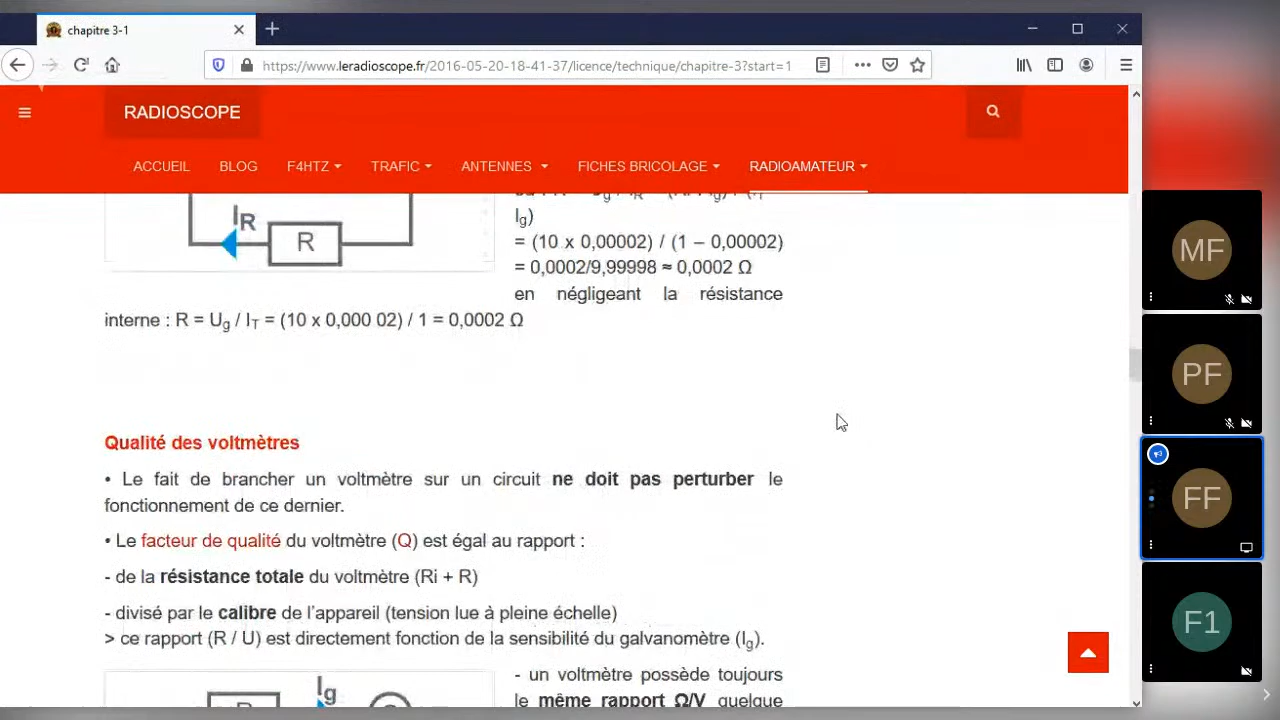 chapitre 3-1
https://www.leradioscope.fr/2016-05-20-18-41-37/licence/technique/chapitre-3?start=1
RADIOSCOPE
ACCUEIL BLOG F4HTZ TRAFIC ANTENNES FICHES BRICOLAGE RADIOAMATEUR
Ig)
= (10 x 0,00002) / (1 – 0,00002)
= 0,0002/9,99998 ≈ 0,0002 Ω
en négligeant la résistance
interne : R = Ug / IT = (10 x 0,000 02) / 1 = 0,0002 Ω
IR
R
Qualité des voltmètres
• Le fait de brancher un voltmètre sur un circuit ne doit pas perturber le
fonctionnement de ce dernier.
• Le facteur de qualité du voltmètre (Q) est égal au rapport :
- de la résistance totale du voltmètre (Ri + R)
- divisé par le calibre de l'appareil (tension lue à pleine échelle)
> ce rapport (R / U) est directement fonction de la sensibilité du galvanomètre (Ig).
Ig
- un voltmètre possède toujours
le même rapport Ω/V quelque
MF
PF
FF
F1